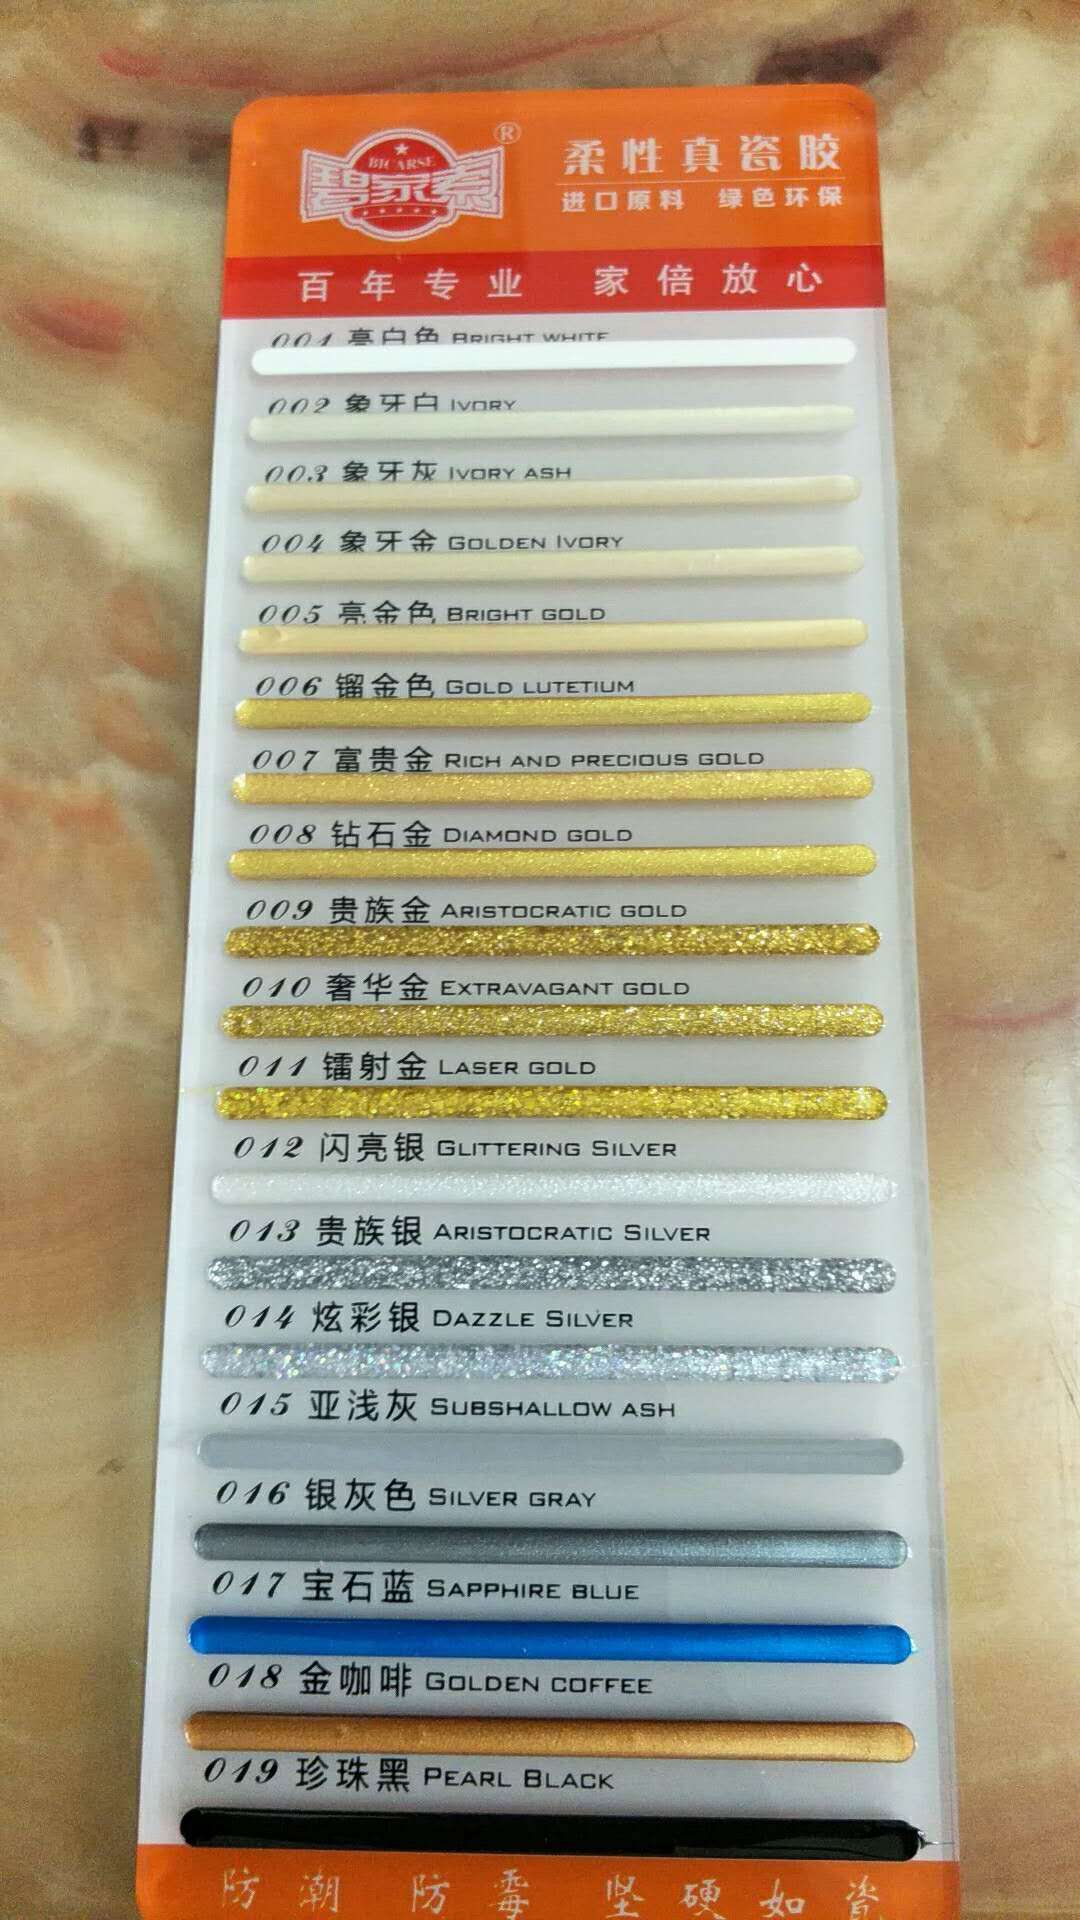 BICARSE
碧家索®
柔性真瓷胶
进口原料 绿色环保
百年专业 家倍放心
001 亮白色 BRIGHT WHITE
002 象牙白 IVORY
003 象牙灰 IVORY ASH
004 象牙金 GOLDEN IVORY
005 亮金色 BRIGHT GOLD
006 镏金色 GOLD LUTETIUM
007 富贵金 RICH AND PRECIOUS GOLD
008 钻石金 DIAMOND GOLD
009 贵族金 ARISTOCRATIC GOLD
010 奢华金 EXTRAVAGANT GOLD
011 镭射金 LASER GOLD
012 闪亮银 GLITTERING SILVER
013 贵族银 ARISTOCRATIC SILVER
014 炫彩银 DAZZLE SILVER
015 亚浅灰 SUBSHALLOW ASH
016 银灰色 SILVER GRAY
017 宝石蓝 SAPPHIRE BLUE
018 金咖啡 GOLDEN COFFEE
019 珍珠黑 PEARL BLACK
防潮 防霉 坚硬如瓷